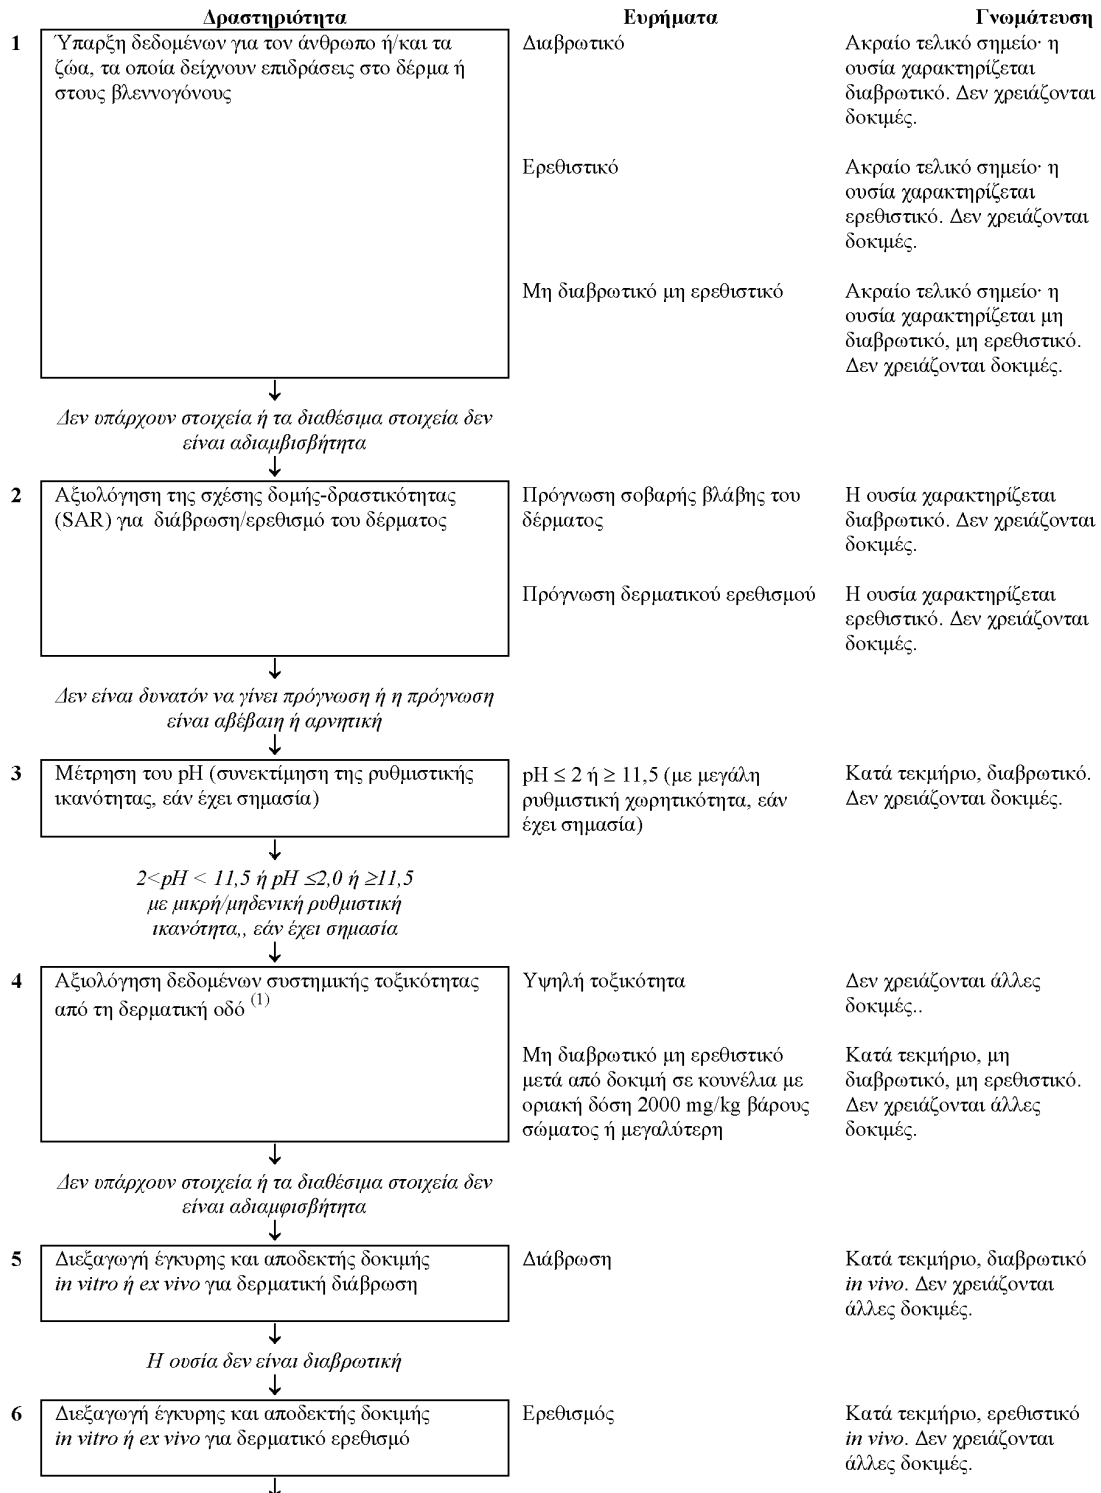 Δραστηριότητα Ευρήματα Γνωμάτευση
1 Ύπαρξη δεδομένων για τον άνθρωπο ή/και τα
ζώα, τα οποία δείχνουν επιδράσεις στο δέρμα ή
στους βλεννογόνους
Διαβρωτικό
Ακραίο τελικό σημείο· η
ουσία χαρακτηρίζεται
διαβρωτικό. Δεν χρειάζονται
δοκιμές.
Ερεθιστικό
Ακραίο τελικό σημείο· η
ουσία χαρακτηρίζεται
ερεθιστικό. Δεν χρειάζονται
δοκιμές.
Μη διαβρωτικό μη ερεθιστικό
Ακραίο τελικό σημείο· η
ουσία χαρακτηρίζεται μη
διαβρωτικό, μη ερεθιστικό.
Δεν χρειάζονται δοκιμές.
↓
Δεν υπάρχουν στοιχεία ή τα διαθέσιμα στοιχεία δεν
είναι αδιαμβισβήτητα
↓
2 Αξιολόγηση της σχέσης δομής-δραστικότητας
(SAR) για διάβρωση/ερεθισμό του δέρματος
Πρόγνωση σοβαρής βλάβης του
δέρματος
Η ουσία χαρακτηρίζεται
διαβρωτικό. Δεν χρειάζονται
δοκιμές.
Πρόγνωση δερματικού ερεθισμού
Η ουσία χαρακτηρίζεται
ερεθιστικό. Δεν χρειάζονται
δοκιμές.
↓
Δεν είναι δυνατόν να γίνει πρόγνωση ή η πρόγνωση
είναι αβέβαιη ή αρνητική
↓
3 Μέτρηση του pH (συνεκτίμηση της ρυθμιστικής
ικανότητας, εάν έχει σημασία)
pH ≤ 2 ή ≥ 11,5 (με μεγάλη
ρυθμιστική χωρητικότητα, εάν
έχει σημασία)
Κατά τεκμήριο, διαβρωτικό.
Δεν χρειάζονται δοκιμές.
↓
2<pH < 11,5 ή pH ≤2,0 ή ≥11,5
με μικρή/μηδενική ρυθμιστική
ικανότητα,, εάν έχει σημασία
↓
4 Αξιολόγηση δεδομένων συστημικής τοξικότητας
από τη δερματική οδό (1)
Υψηλή τοξικότητα
Δεν χρειάζονται άλλες
δοκιμές..
Μη διαβρωτικό μη ερεθιστικό
μετά από δοκιμή σε κουνέλια με
οριακή δόση 2000 mg/kg βάρους
σώματος ή μεγαλύτερη
Κατά τεκμήριο, μη
διαβρωτικό, μη ερεθιστικό.
Δεν χρειάζονται άλλες
δοκιμές.
↓
Δεν υπάρχουν στοιχεία ή τα διαθέσιμα στοιχεία δεν
είναι αδιαμφισβήτητα
↓
5 Διεξαγωγή έγκυρης και αποδεκτής δοκιμής
in vitro ή ex vivo για δερματική διάβρωση
Διάβρωση
Κατά τεκμήριο, διαβρωτικό
in vivo. Δεν χρειάζονται
άλλες δοκιμές.
↓
Η ουσία δεν είναι διαβρωτική
↓
6 Διεξαγωγή έγκυρης και αποδεκτής δοκιμής
in vitro ή ex vivo για δερματικό ερεθισμό
Ερεθισμός
Κατά τεκμήριο, ερεθιστικό
in vivo. Δεν χρειάζονται
άλλες δοκιμές.
↓